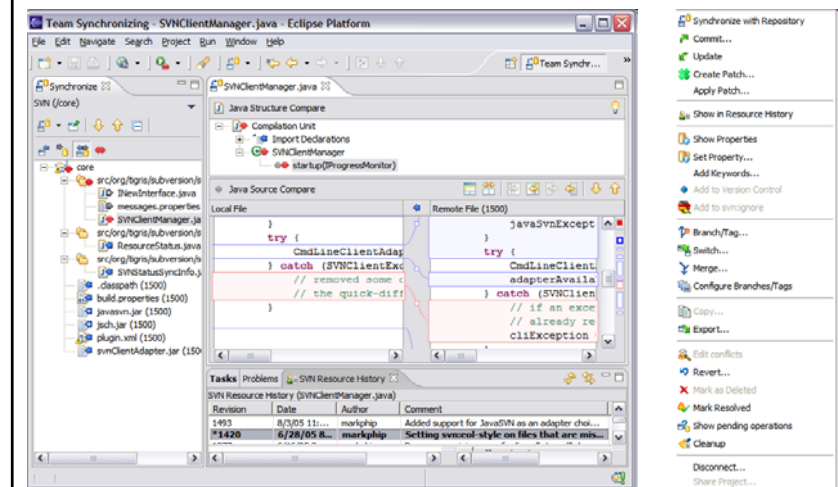 Team Synchronizing - SVNClientManager.java - Eclipse Platform
File Edit Navigate Search Project Run Window Help
Team Synchr...
Synchronize
SVN (/core)
core
src/org/tigris/subversion/s
INewInterface.java
messages.properties
SVNClientManager.ja
src/org/tigris/subversion/s
ResourceStatus.java
src/org/tigris/subversion/s
SVNStatusSyncInfo.j
.classpath (1500)
build.properties (1500)
javasvn.jar (1500)
jsch.jar (1500)
plugin.xml (1500)
svnClientAdapter.jar (150
SVNClientManager.java
Java Structure Compare
Compilation Unit
Import Declarations
SVNClientManager
startup(IProgressMonitor)
Java Source Compare
Local File
}
try {
CmdLineClientAdap
} catch (SVNClientExc
// removed some c
// the quick-diff
}
Remote File (1500)
javaSvnExcept
}
try {
CmdLineClient
adapterAvaila
} catch (SVNClien
// if an exce
// already re
cliException
Tasks Problems SVN Resource History
SVN Resource History (SVNClientManager.java)
Revision Date Author Comment
1493 8/3/05 11:... markphip Added support for JavaSVN as an adapter choi...
*1420 6/28/05 8... markphip Setting svn:eol-style on files that are mis...
Synchronize with Repository
Commit...
Update
Create Patch...
Apply Patch...
Show in Resource History
Show Properties
Set Property...
Add Keywords...
Add to Version Control
Add to svn:ignore
Branch/Tag...
Switch...
Merge...
Configure Branches/Tags
Copy...
Export...
Edit conflicts
Revert...
Mark as Deleted
Mark Resolved
Show pending operations
Cleanup
Disconnect...
Share Project...